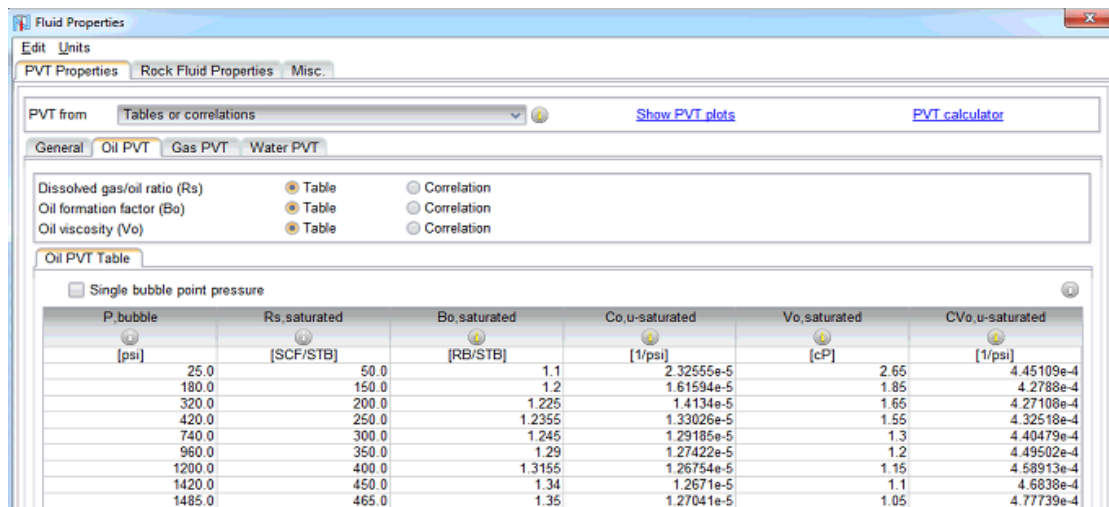 Fluid Properties
Edit Units
PVT Properties Rock Fluid Properties Misc.
PVT from Tables or correlations Show PVT plots PVT calculator
General Oil PVT Gas PVT Water PVT
Dissolved gas/oil ratio (Rs) Table Correlation
Oil formation factor (Bo) Table Correlation
Oil viscosity (Vo) Table Correlation
Oil PVT Table
Single bubble point pressure
P,bubble Rs,saturated Bo,saturated Co,u-saturated Vo,saturated CVo,u-saturated
[psi] [SCF/STB] [RB/STB] [1/psi] [cP] [1/psi]
25.0 50.0 1.1 2.32555e-5 2.65 4.45109e-4
180.0 150.0 1.2 1.61594e-5 1.85 4.2788e-4
320.0 200.0 1.225 1.4134e-5 1.65 4.27108e-4
420.0 250.0 1.2355 1.33026e-5 1.55 4.32518e-4
740.0 300.0 1.245 1.29185e-5 1.3 4.40479e-4
960.0 350.0 1.29 1.27422e-5 1.2 4.49502e-4
1200.0 400.0 1.3155 1.26754e-5 1.15 4.58913e-4
1420.0 450.0 1.34 1.2671e-5 1.1 4.6838e-4
1485.0 465.0 1.35 1.27041e-5 1.05 4.77739e-4